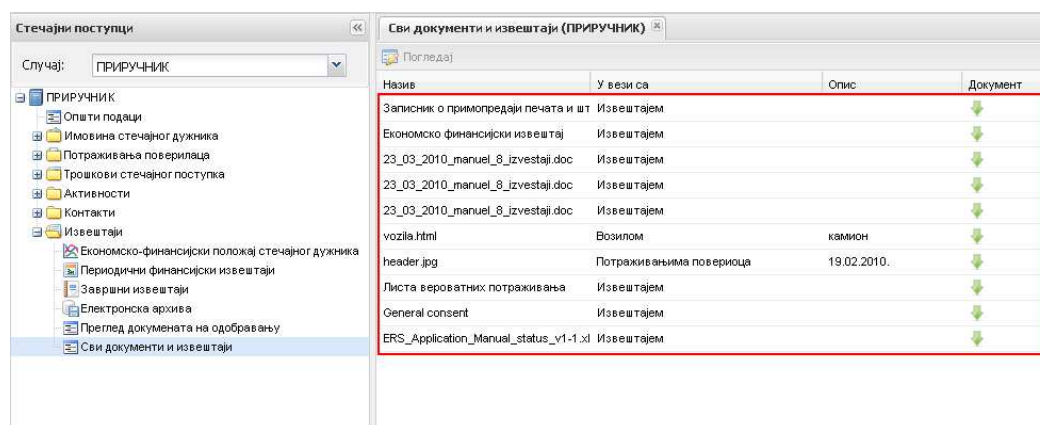 Стечајни поступци
Случај:
ПРИРУЧНИК
ПРИРУЧНИК
Општи подаци
Имовина стечајног дужника
Потраживања поверилаца
Трошкови стечајног поступка
Активности
Контакти
Извештаји
Економско-финансијски положај стечајног дужника
Периодични финансијски извештаји
Завршни извештаји
Електронска архива
Преглед докумената на одобравању
Сви документи и извештаји
Сви документи и извештаји (ПРИРУЧНИК)
Погледај
Назив У вези са Опис Документ
Записник о примопредаји печата и шт Извештајем
Економско финансијски извештај Извештајем
23_03_2010_manuel_8_izvestaji.doc Извештајем
23_03_2010_manuel_8_izvestaji.doc Извештајем
23_03_2010_manuel_8_izvestaji.doc Извештајем
vozila.html Возилом камион
header.jpg Потраживањима повериоца 19.02.2010.
Листа вероватних потраживања Извештајем
General consent Извештајем
ERS_Application_Manual_status_v1-1.xl Извештајем